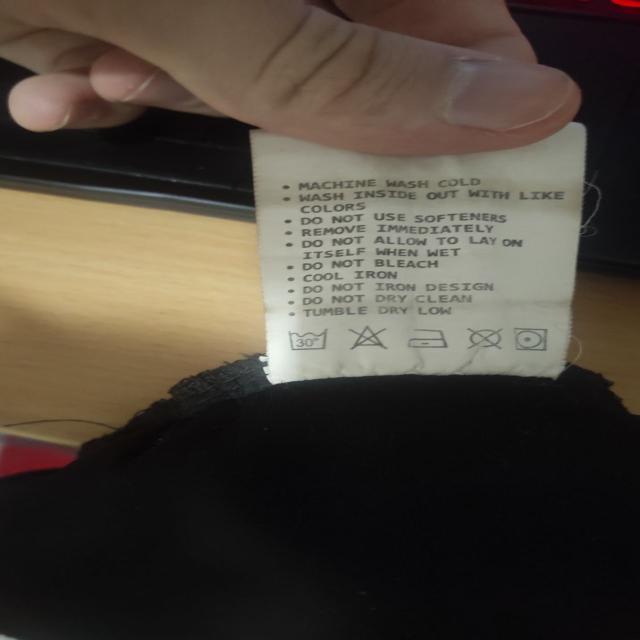 • MACHINE WASH COLD
• WASH INSIDE OUT WITH LIKE
COLORS
• DO NOT USE SOFTENERS
• REMOVE IMMEDIATELY
• DO NOT ALLOW TO LAY ON
ITSELF WHEN WET
• DO NOT BLEACH
• COOL IRON
• DO NOT IRON DESIGN
• DO NOT DRY CLEAN
• TUMBLE DRY LOW
30°